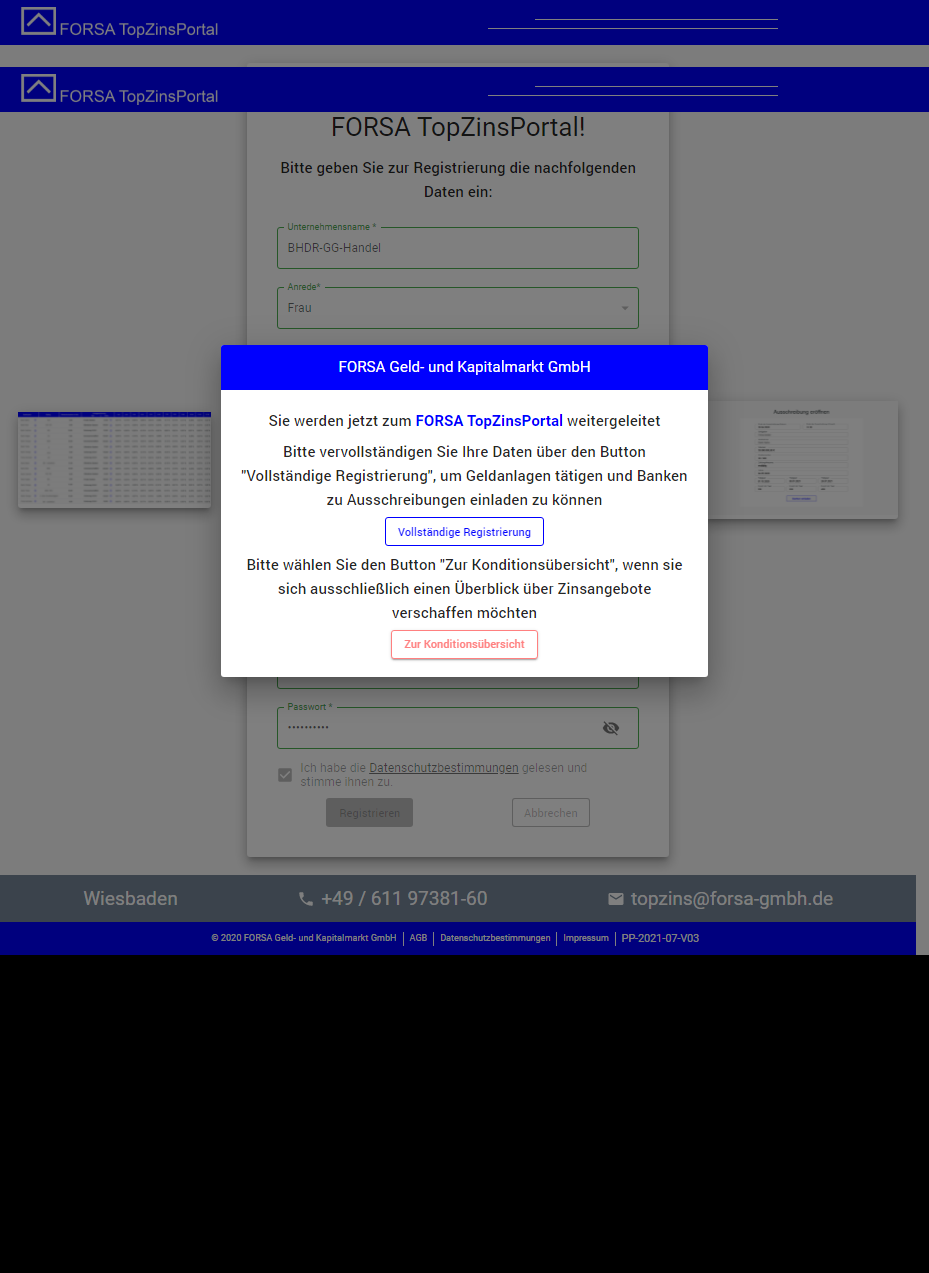 FORSA TopZinsPortal
FORSA TopZinsPortal
FORSA TopZinsPortal!
Bitte geben Sie zur Registrierung die nachfolgenden
Daten ein:
Unternehmensname *
BHDR-GG-Handel
Anrede*
Frau
FORSA Geld- und Kapitalmarkt GmbH
Sie werden jetzt zum FORSA TopZinsPortal weitergeleitet
Bitte vervollständigen Sie Ihre Daten über den Button
"Vollständige Registrierung", um Geldanlagen tätigen und Banken
zu Ausschreibungen einladen zu können
Vollständige Registrierung
Bitte wählen Sie den Button "Zur Konditionsübersicht", wenn sie
sich ausschließlich einen Überblick über Zinsangebote
verschaffen möchten
Zur Konditionsübersicht
Ausschreibung eröffnen
Passwort *
••••••••••
Ich habe die Datenschutzbestimmungen gelesen und
stimme ihnen zu.
Registrieren Abbrechen
Wiesbaden +49 / 611 97381-60 topzins@forsa-gmbh.de
© 2020 FORSA Geld- und Kapitalmarkt GmbH | AGB | Datenschutzbestimmungen | Impressum | PP-2021-07-V03